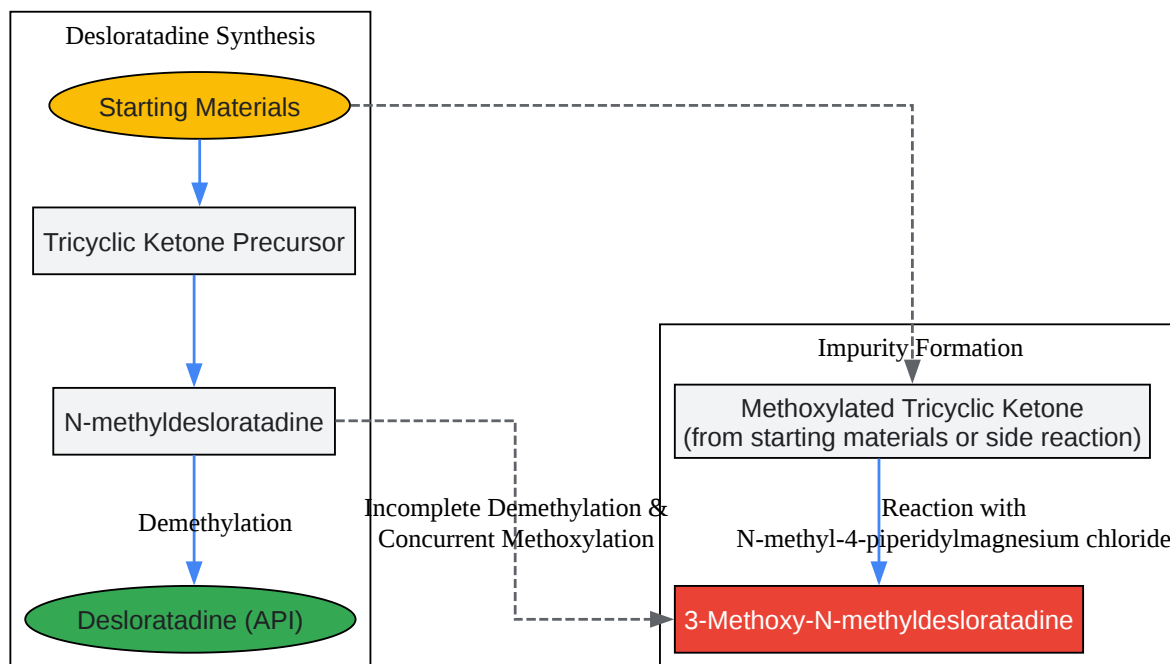 Desloratadine Synthesis
Starting Materials
Tricyclic Ketone Precursor
N-methyldesloratadine
Demethylation
Desloratadine (API)
Incomplete Demethylation &
Concurrent Methoxylation
Impurity Formation
Methoxylated Tricyclic Ketone
(from starting materials or side reaction)
Reaction with
N-methyl-4-piperidylmagnesium chloride
3-Methoxy-N-methyldesloratadine